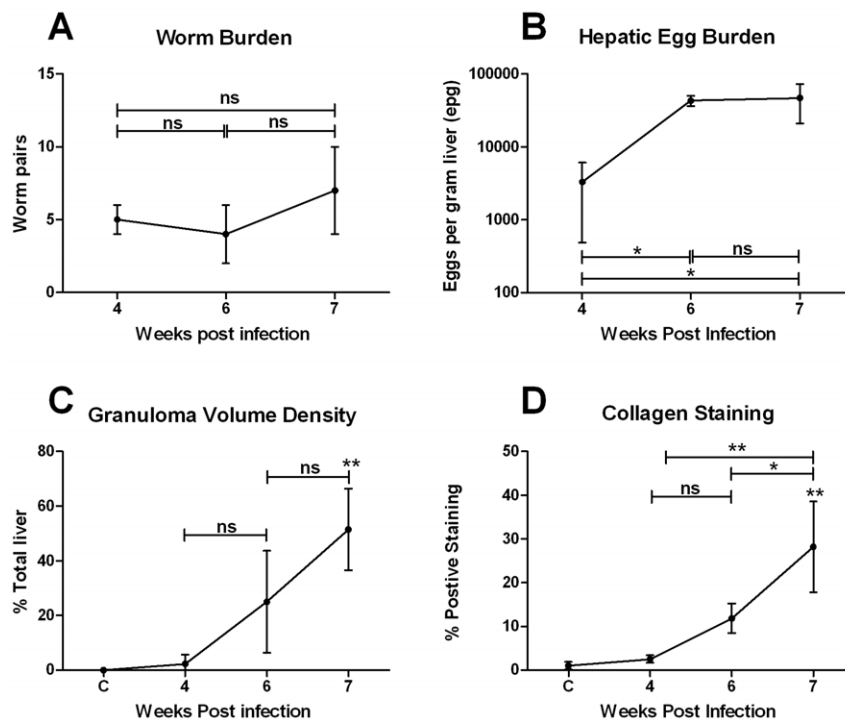 A
Worm Burden
15
10
5
0
Worm pairs
ns
ns
ns
4
6
7
Weeks post infection
B
Hepatic Egg Burden
100000
10000
1000
100
Eggs per gram liver (epg)
*
ns
*
4
6
7
Weeks Post Infection
C
Granuloma Volume Density
80
60
40
20
0
% Total liver
ns
**
ns
C
4
6
7
Weeks Post infection
D
Collagen Staining
50
40
30
20
10
0
% Postive Staining
**
*
ns
**
C
4
6
7
Weeks Post Infection